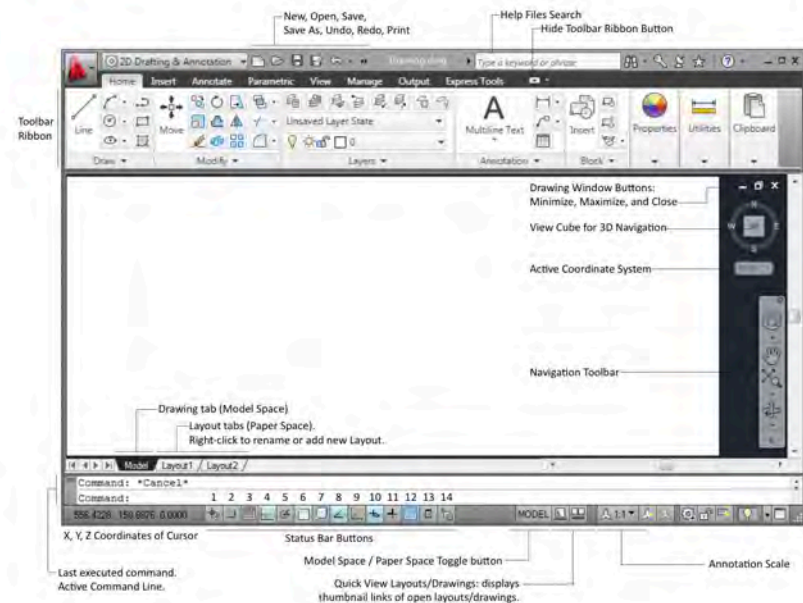 New, Open, Save,
Save As, Undo, Redo, Print
Help Files Search
Hide Toolbar Ribbon Button
2D Drafting & Annotation
Type a keyword or phrase
Home Insert Annotate Parametric View Manage Output Express Tools
Toolbar
Ribbon
Line
Move
Unsaved Layer State
0
A
Multiline Text
Insert
Properties
Utilities
Clipboard
Draw
Modify
Layers
Annotation
Block
Drawing Window Buttons:
Minimize, Maximize, and Close
N
W
E
S
View Cube for 3D Navigation
Active Coordinate System
Navigation Toolbar
Drawing tab (Model Space)
Layout tabs (Paper Space).
Right-click to rename or add new Layout.
Model Layout1 Layout2
Command: *Cancel*
Command:
1 2 3 4 5 6 7 8 9 10 11 12 13 14
0.0000
MODEL
A 1:1
X, Y, Z Coordinates of Cursor
Status Bar Buttons
Model Space / Paper Space Toggle button
Annotation Scale
Last executed command.
Active Command Line.
Quick View Layouts/Drawings: displays
thumbnail links of open layouts/drawings.